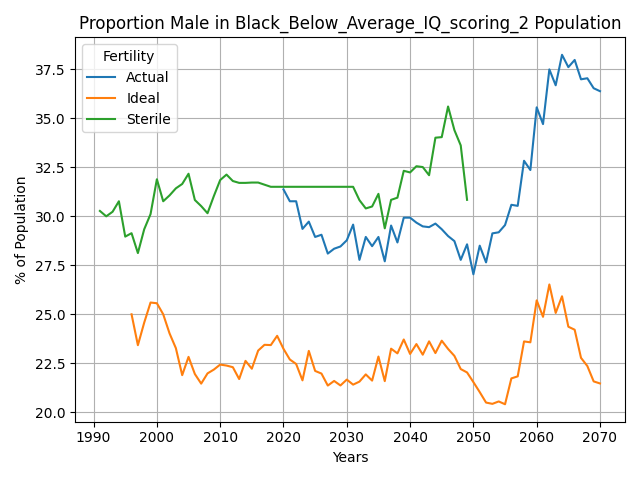 Proportion Male in Black_Below_Average_IQ_scoring_2 Population
Fertility
Actual
Ideal
Sterile
% of Population
37.5
35.0
32.5
30.0
27.5
25.0
22.5
20.0
1990 2000 2010 2020 2030 2040 2050 2060 2070
Years